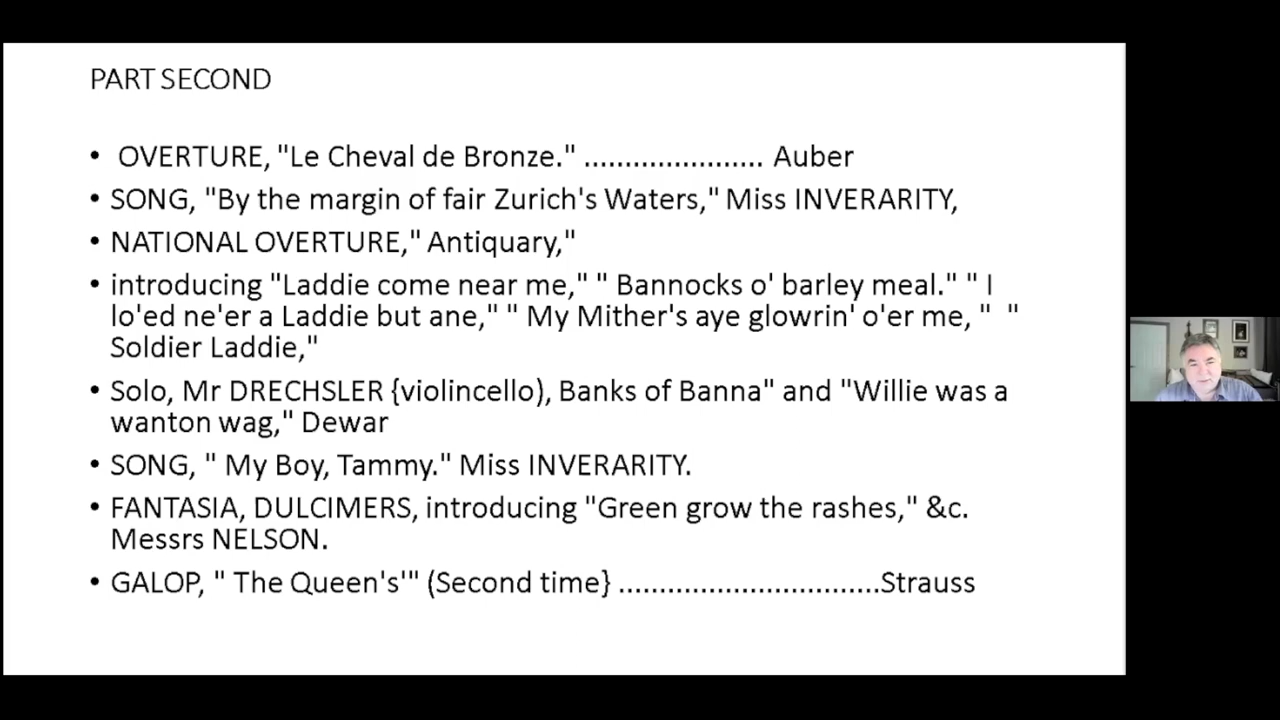 PART SECOND
• OVERTURE, "Le Cheval de Bronze." ...................... Auber
• SONG, "By the margin of fair Zurich's Waters," Miss INVERARITY,
• NATIONAL OVERTURE," Antiquary,"
• introducing "Laddie come near me," " Bannocks o' barley meal." " I
lo'ed ne'er a Laddie but ane," " My Mither's aye glowrin' o'er me, " "
Soldier Laddie,"
• Solo, Mr DRECHSLER {violincello), Banks of Banna" and "Willie was a
wanton wag," Dewar
• SONG, " My Boy, Tammy." Miss INVERARITY.
• FANTASIA, DULCIMERS, introducing "Green grow the rashes," &c.
Messrs NELSON.
• GALOP, " The Queen's'" (Second time} ................................Strauss